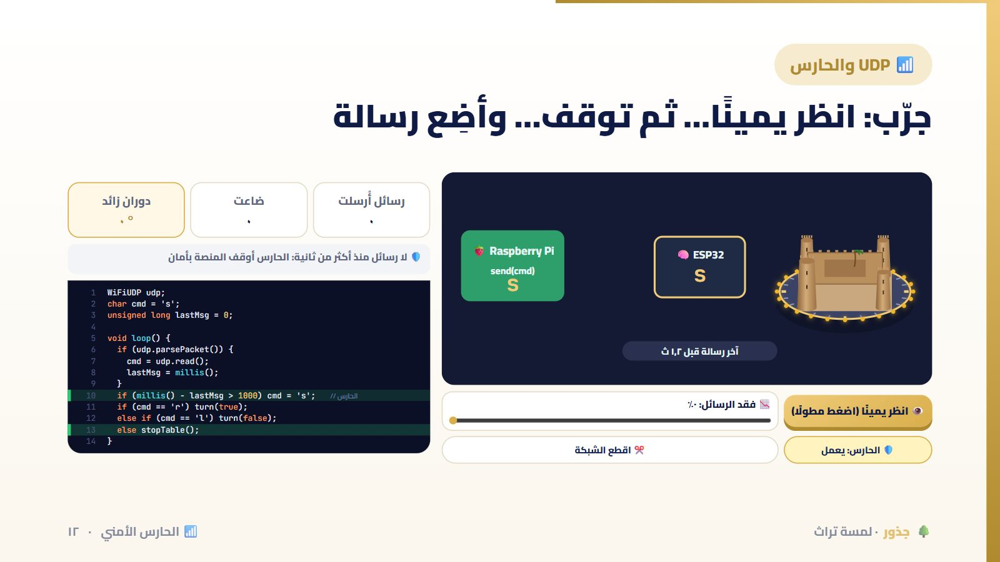 UDP والحارس
جرّب: انظر يمينًا... ثم توقف... وأضِع رسالة
Raspberry Pi
send(cmd)
S
ESP32
S
آخر رسالة قبل ١٫٢ ث
انظر يمينًا (اضغط مطولًا)
فقد الرسائل: ٠٪
الحارس: يعمل
اقطع الشبكة
رسائل أُرسلت
٠
ضاعت
٠
دوران زائد
٠°
لا رسائل منذ أكثر من ثانية: الحارس أوقف المنصة بأمان
1 WiFiUDP udp;
2 char cmd = 's';
3 unsigned long lastMsg = 0;
4
5 void loop() {
6   if (udp.parsePacket()) {
7     cmd = udp.read();
8     lastMsg = millis();
9   }
10   if (millis() - lastMsg > 1000) cmd = 's';   // الحارس
11   if (cmd == 'r') turn(true);
12   else if (cmd == 'l') turn(false);
13   else stopTable();
14 }
جذور · لمسة تراث
الحارس الأمني · ١٢